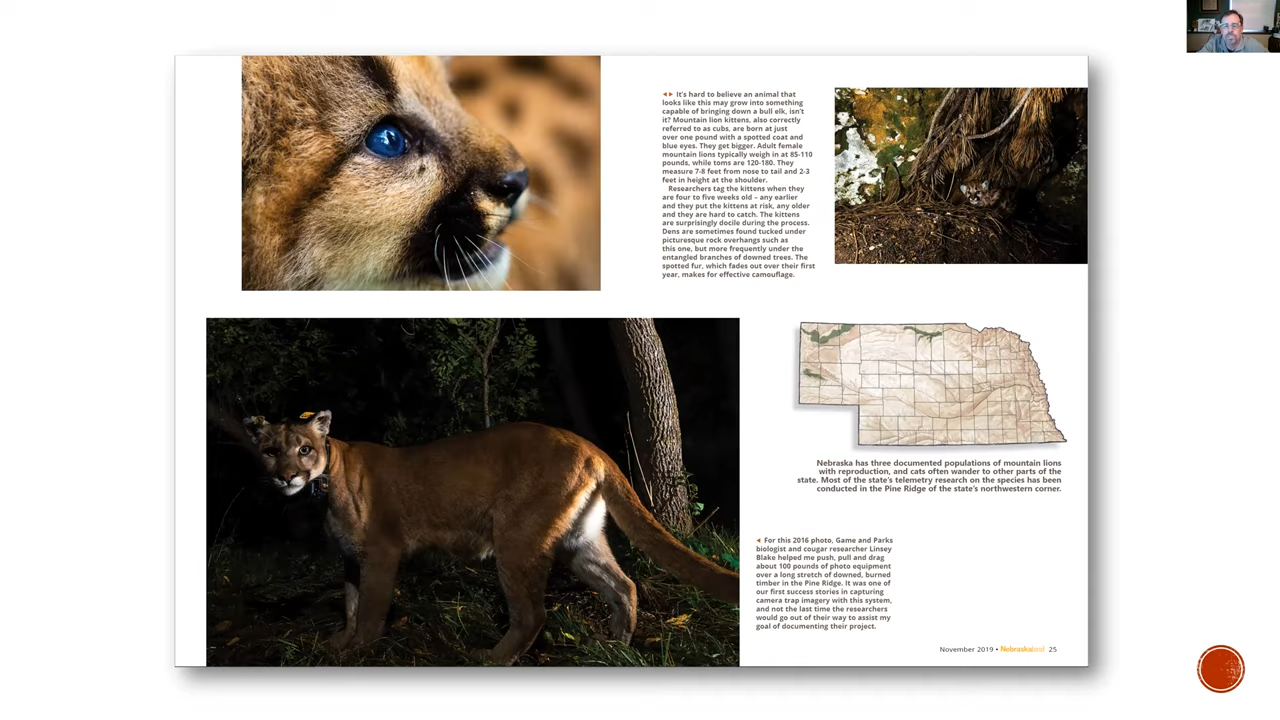 ◄► It's hard to believe an animal that
looks like this may grow into something
capable of bringing down a bull elk, isn't
it? Mountain lion kittens, also correctly
referred to as cubs, are born at just
over one pound with a spotted coat and
blue eyes. They get bigger. Adult female
mountain lions typically weigh in at 85-110
pounds, while toms are 120-180. They
measure 7-8 feet from nose to tail and 2-3
feet in height at the shoulder.
Researchers tag the kittens when they
are four to five weeks old – any earlier
and they put the kittens at risk, any older
and they are hard to catch. The kittens
are surprisingly docile during the process.
Dens are sometimes found tucked under
picturesque rock overhangs such as
this one, but more frequently under the
entangled branches of downed trees. The
spotted fur, which fades out over their first
year, makes for effective camouflage.
Nebraska has three documented populations of mountain lions
with reproduction, and cats often wander to other parts of the
state. Most of the state's telemetry research on the species has been
conducted in the Pine Ridge of the state's northwestern corner.
◄ For this 2016 photo, Game and Parks
biologist and cougar researcher Linsey
Blake helped me push, pull and drag
about 100 pounds of photo equipment
over a long stretch of downed, burned
timber in the Pine Ridge. It was one of
our first success stories in capturing
camera trap imagery with this system,
and not the last time the researchers
would go out of their way to assist my
goal of documenting their project.
November 2019 • Nebraskaland 25